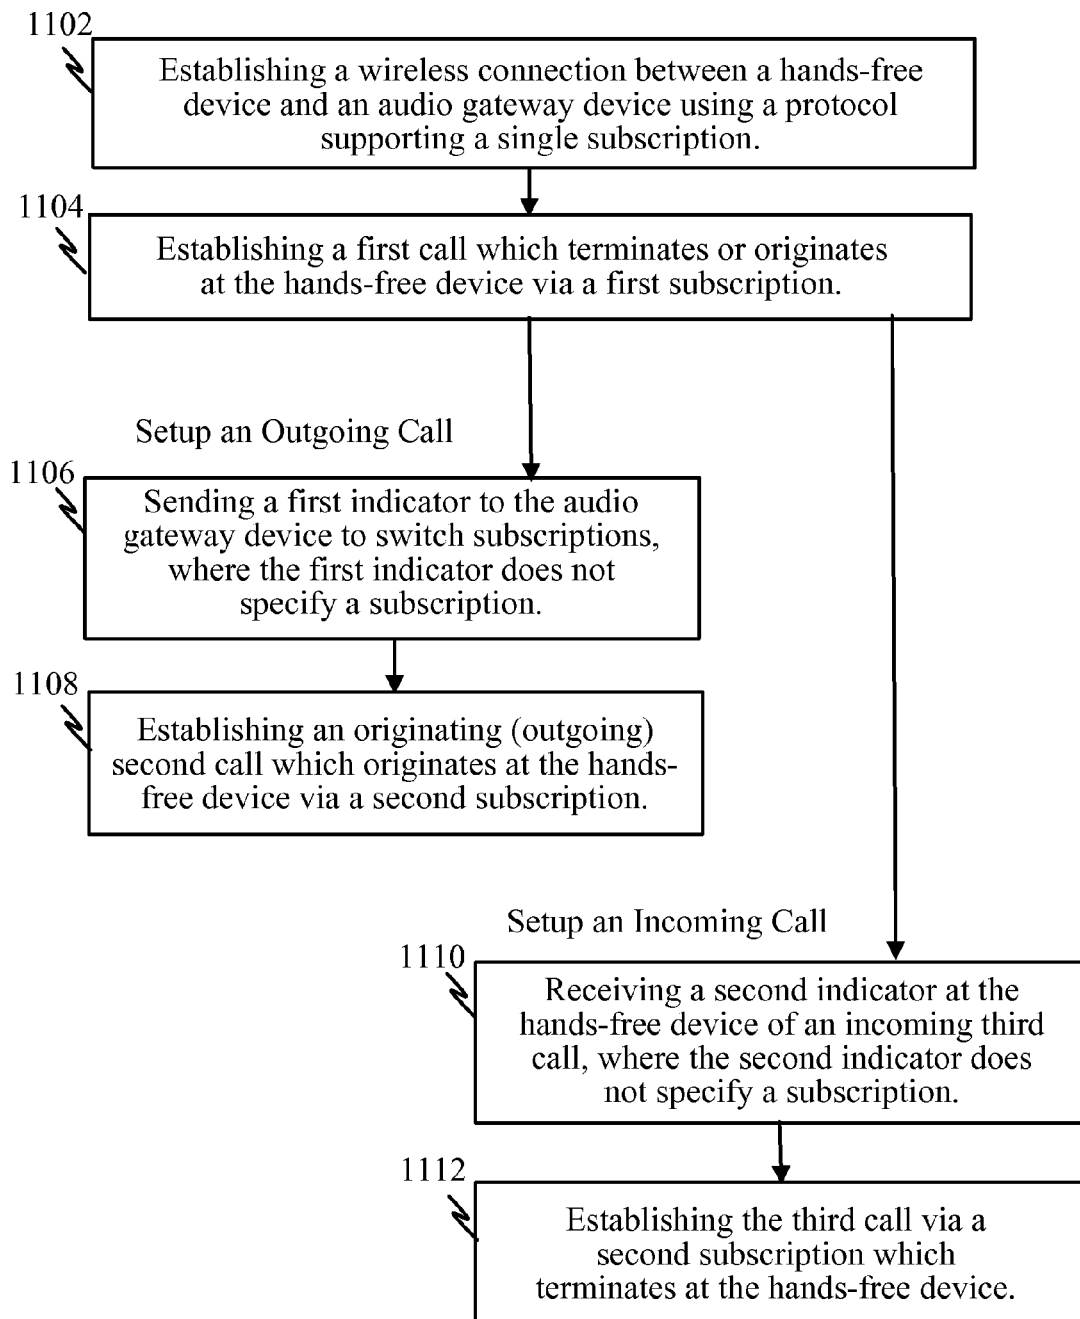 1102
Establishing a wireless connection between a hands-free
device and an audio gateway device using a protocol
supporting a single subscription.
1104
Establishing a first call which terminates or originates
at the hands-free device via a first subscription.
Setup an Outgoing Call
1106
Sending a first indicator to the audio
gateway device to switch subscriptions,
where the first indicator does not
specify a subscription.
1108
Establishing an originating (outgoing)
second call which originates at the hands-
free device via a second subscription.
Setup an Incoming Call
1110
Receiving a second indicator at the
hands-free device of an incoming third
call, where the second indicator does
not specify a subscription.
1112
Establishing the third call via a
second subscription which
terminates at the hands-free device.